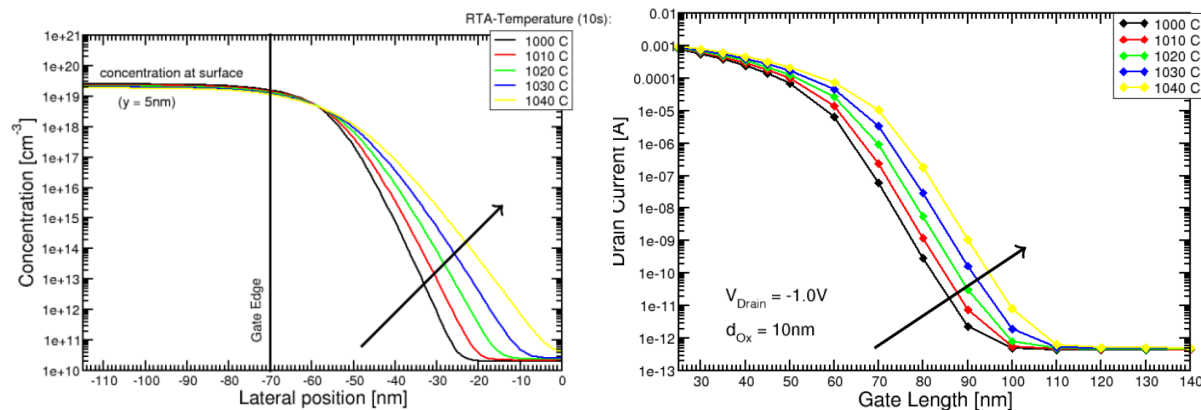 RTA-Temperature (10s):
1000 C
1010 C
1020 C
1030 C
1040 C
1e+21
1e+20
1e+19
1e+18
1e+17
1e+16
1e+15
1e+14
1e+13
1e+12
1e+11
1e+10
Concentration [cm⁻³]
concentration at surface
(y = 5nm)
Gate Edge
-110 -100 -90 -80 -70 -60 -50 -40 -30 -20 -10 0
Lateral position [nm]
0.01
0.001
0.0001
1e-05
1e-06
1e-07
1e-08
1e-09
1e-10
1e-11
1e-12
1e-13
Drain Current [A]
1000 C
1010 C
1020 C
1030 C
1040 C
V_Drain = -1.0V
d_Ox = 10nm
30 40 50 60 70 80 90 100 110 120 130 140
Gate Length [nm]